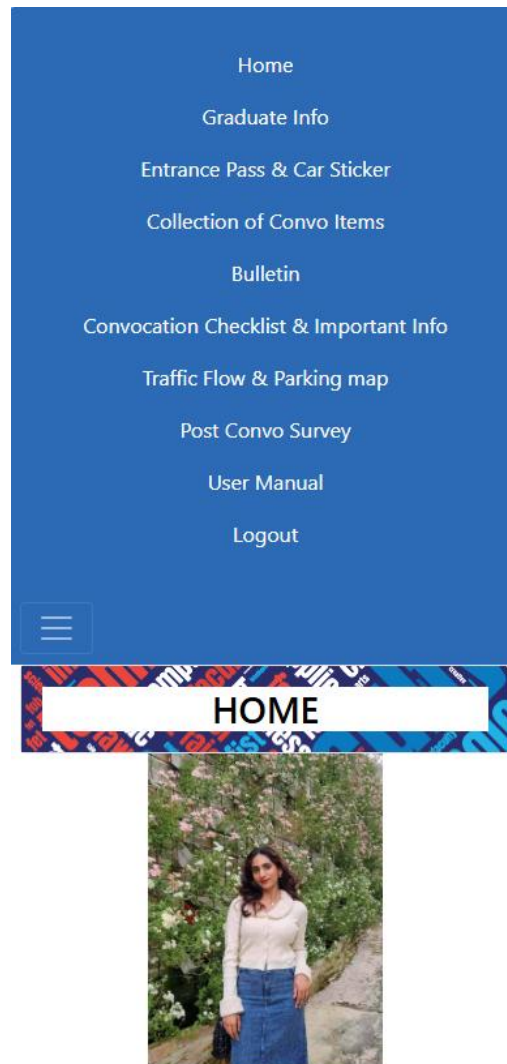 Home
Graduate Info
Entrance Pass & Car Sticker
Collection of Convo Items
Bulletin
Convocation Checklist & Important Info
Traffic Flow & Parking map
Post Convo Survey
User Manual
Logout
HOME